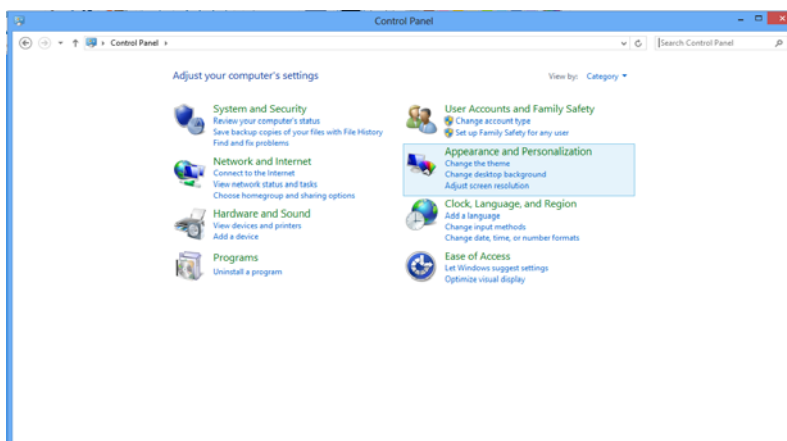 Control Panel
Control Panel
Search Control Panel
Adjust your computer's settings
View by: Category
System and Security
Review your computer's status
Save backup copies of your files with File History
Find and fix problems
Network and Internet
Connect to the Internet
View network status and tasks
Choose homegroup and sharing options
Hardware and Sound
View devices and printers
Add a device
Programs
Uninstall a program
User Accounts and Family Safety
Change account type
Set up Family Safety for any user
Appearance and Personalization
Change the theme
Change desktop background
Adjust screen resolution
Clock, Language, and Region
Add a language
Change input methods
Change date, time, or number formats
Ease of Access
Let Windows suggest settings
Optimize visual display